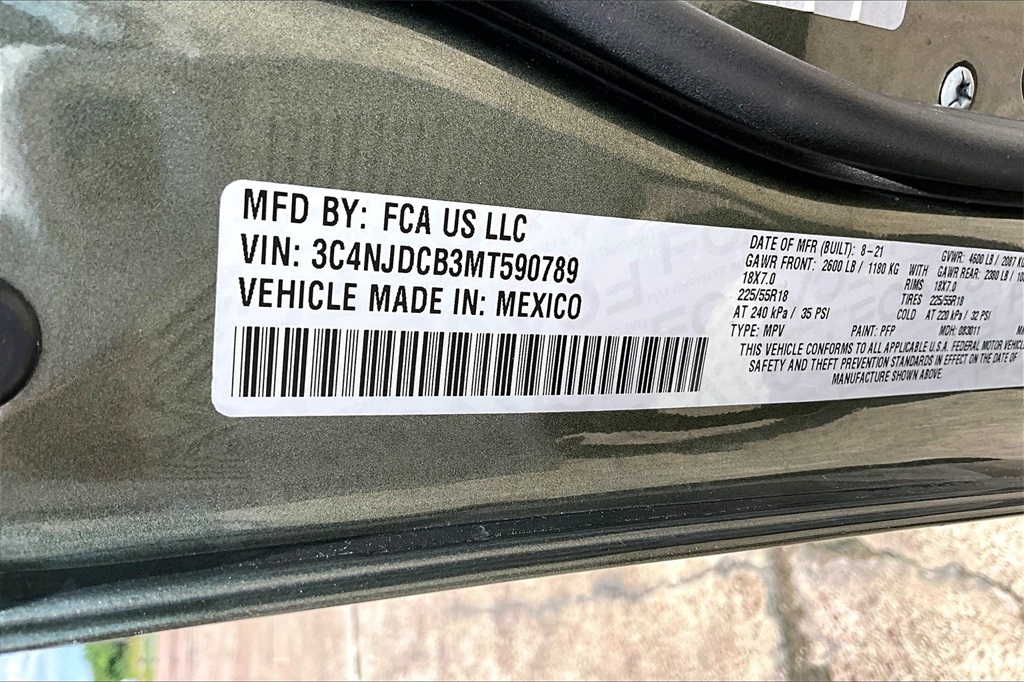 MFD BY: FCA US LLC
VIN: 3C4NJDCB3MT590789
VEHICLE MADE IN: MEXICO
DATE OF MFR (BUILT): 8-21 GVWR: 4600 LB / 2087 KG
GAWR FRONT: 2600 LB / 1180 KG WITH GAWR REAR: 2380 LB /
18X7.0 RIMS 18X7.0
225/55R18 TIRES 225/55R18
AT 240 kPa / 35 PSI COLD AT 220 kPa / 32 PSI
TYPE: MPV PAINT: PFP MDH: 083011
THIS VEHICLE CONFORMS TO ALL APPLICABLE U.S.A. FEDERAL MOTOR VEHICLE
SAFETY AND THEFT PREVENTION STANDARDS IN EFFECT ON THE DATE OF
MANUFACTURE SHOWN ABOVE.